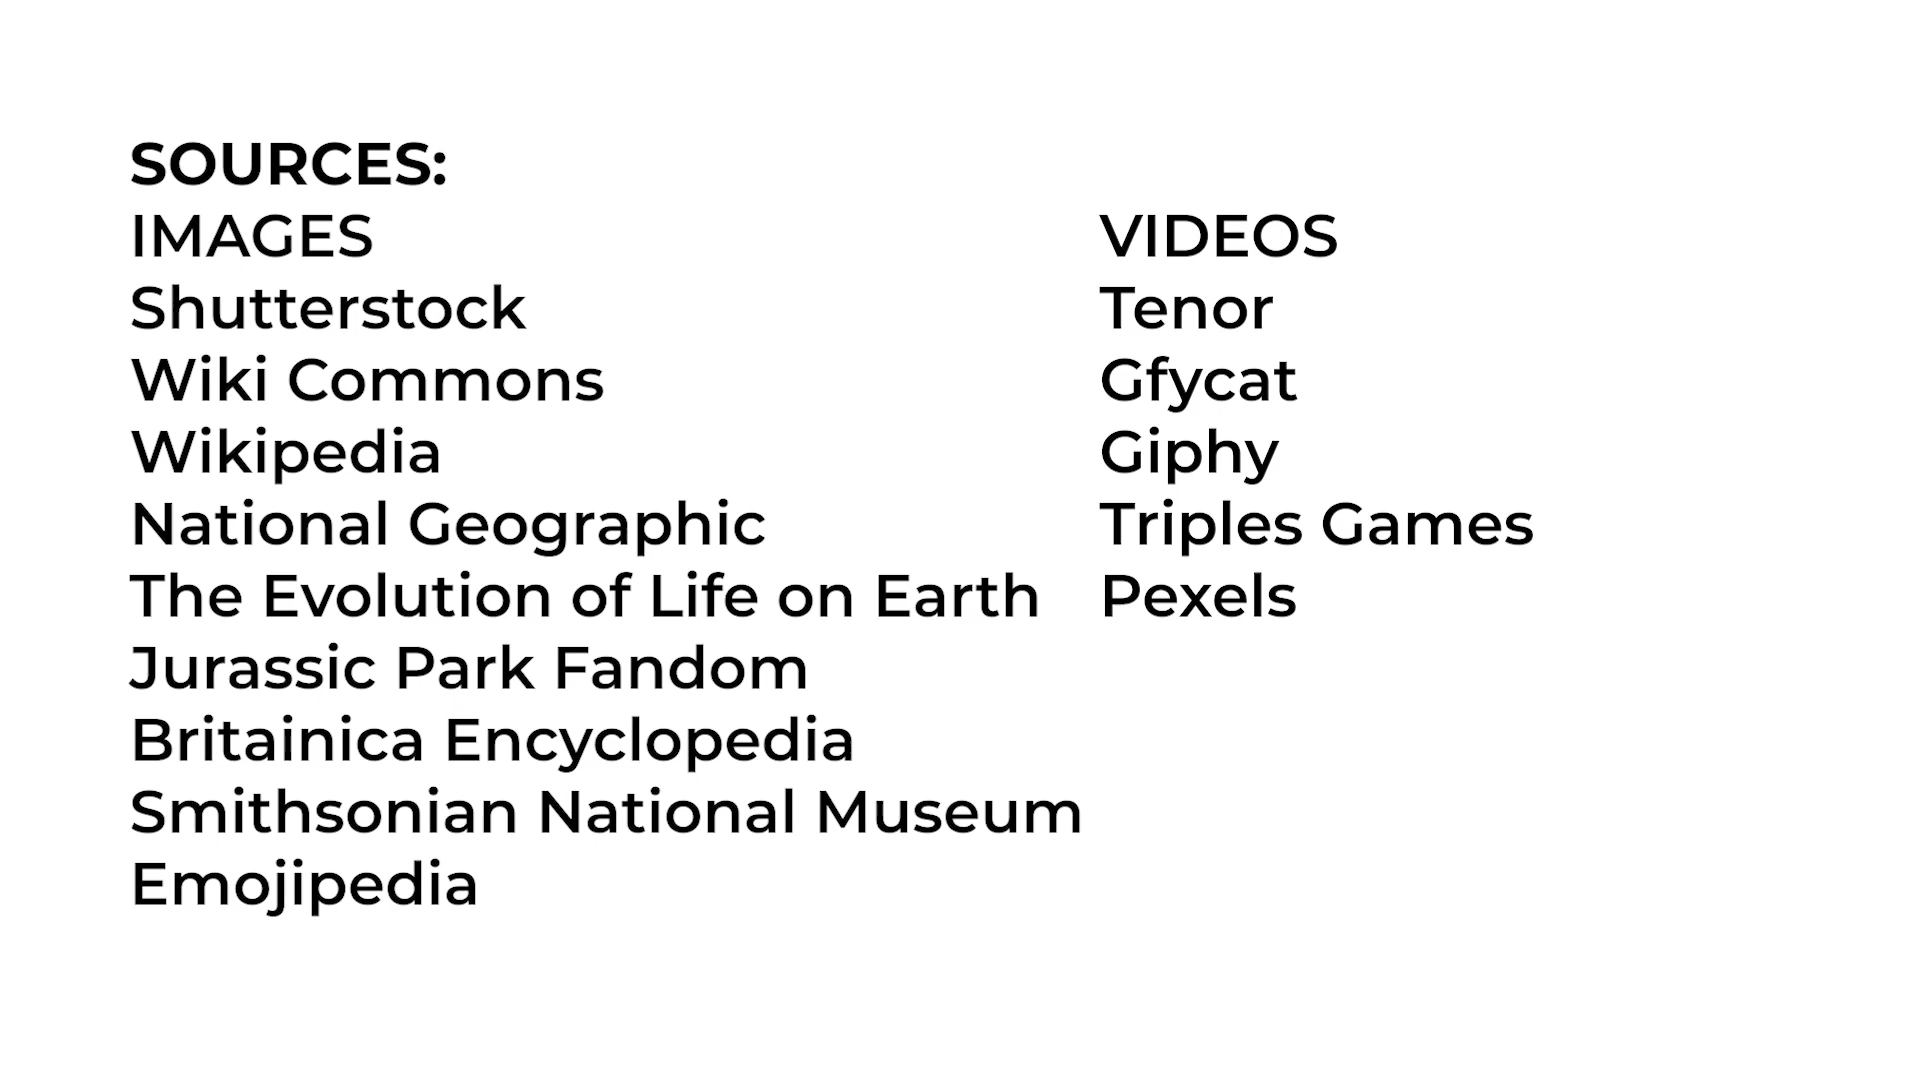 SOURCES:
IMAGES
Shutterstock
Wiki Commons
Wikipedia
National Geographic
The Evolution of Life on Earth
Jurassic Park Fandom
Britainica Encyclopedia
Smithsonian National Museum
Emojipedia
VIDEOS
Tenor
Gfycat
Giphy
Triples Games
Pexels